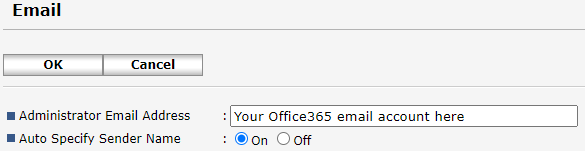 Email
OK Cancel
Administrator Email Address : Your Office365 email account here
Auto Specify Sender Name : On Off